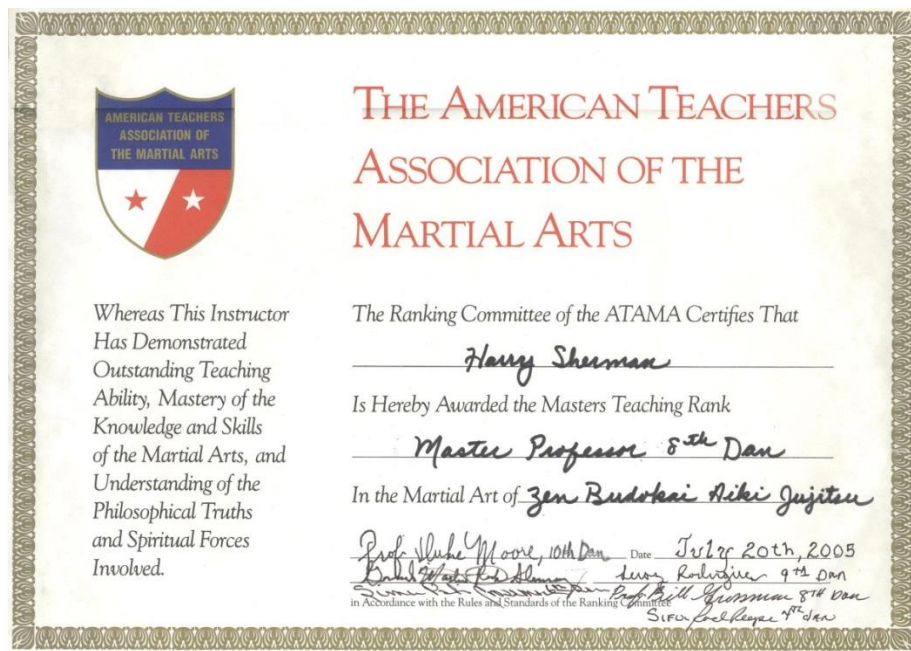 AMERICAN TEACHERS
ASSOCIATION OF
THE MARTIAL ARTS
THE AMERICAN TEACHERS
ASSOCIATION OF THE
MARTIAL ARTS
Whereas This Instructor
Has Demonstrated
Outstanding Teaching
Ability, Mastery of the
Knowledge and Skills
of the Martial Arts, and
Understanding of the
Philosophical Truths
and Spiritual Forces
Involved.
The Ranking Committee of the ATAMA Certifies That
Harry Sherman
Is Hereby Awarded the Masters Teaching Rank
Master Professor 8th Dan
In the Martial Art of Zen Budokai Aiki Jujitsu
Prof. Duke Moore, 10th Dan Date July 20th, 2005
9th Dan
Prof. Bill Grossman 8th Dan
in Accordance with the Rules and Standards of the Ranking Committee
Sifu